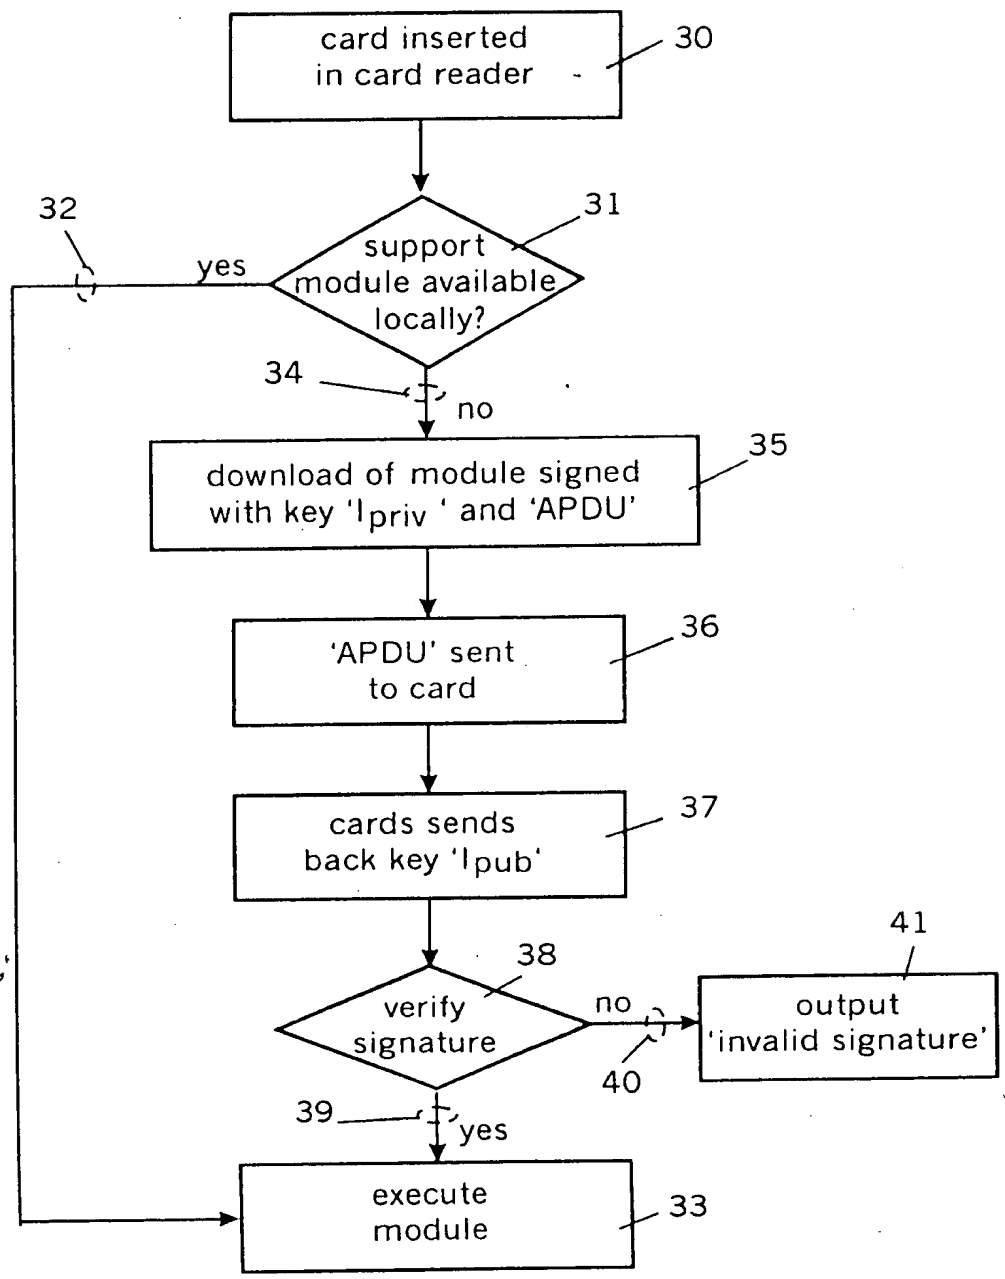 card inserted
in card reader
30
32
31
yes
support
module available
locally?
34
no
35
download of module signed
with key ‘Ipriv ‘ and ‘APDU’
36
‘APDU’ sent
to card
37
cards sends
back key ‘Ipub‘
38
41
verify
signature
no
output
‘invalid signature’
40
39
yes
execute
module
33